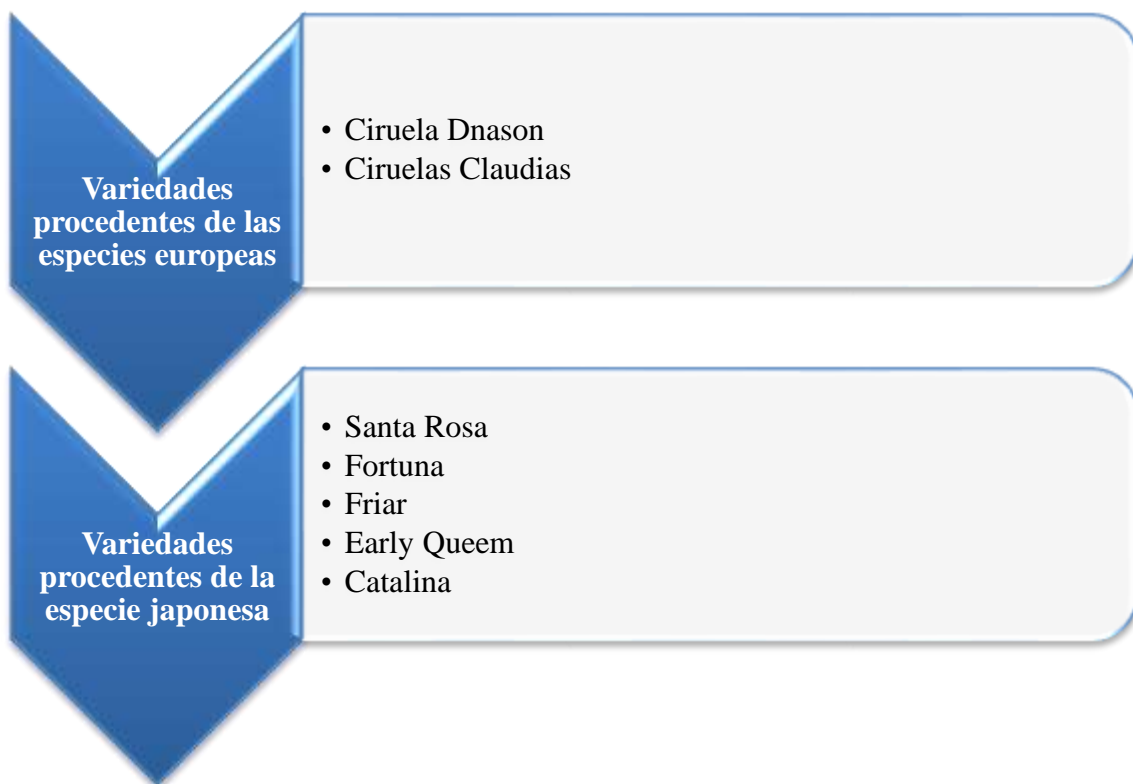 Variedades
procedentes de las
especies europeas
• Ciruela Dnason
• Ciruelas Claudias
Variedades
procedentes de la
especie japonesa
• Santa Rosa
• Fortuna
• Friar
• Early Queem
• Catalina